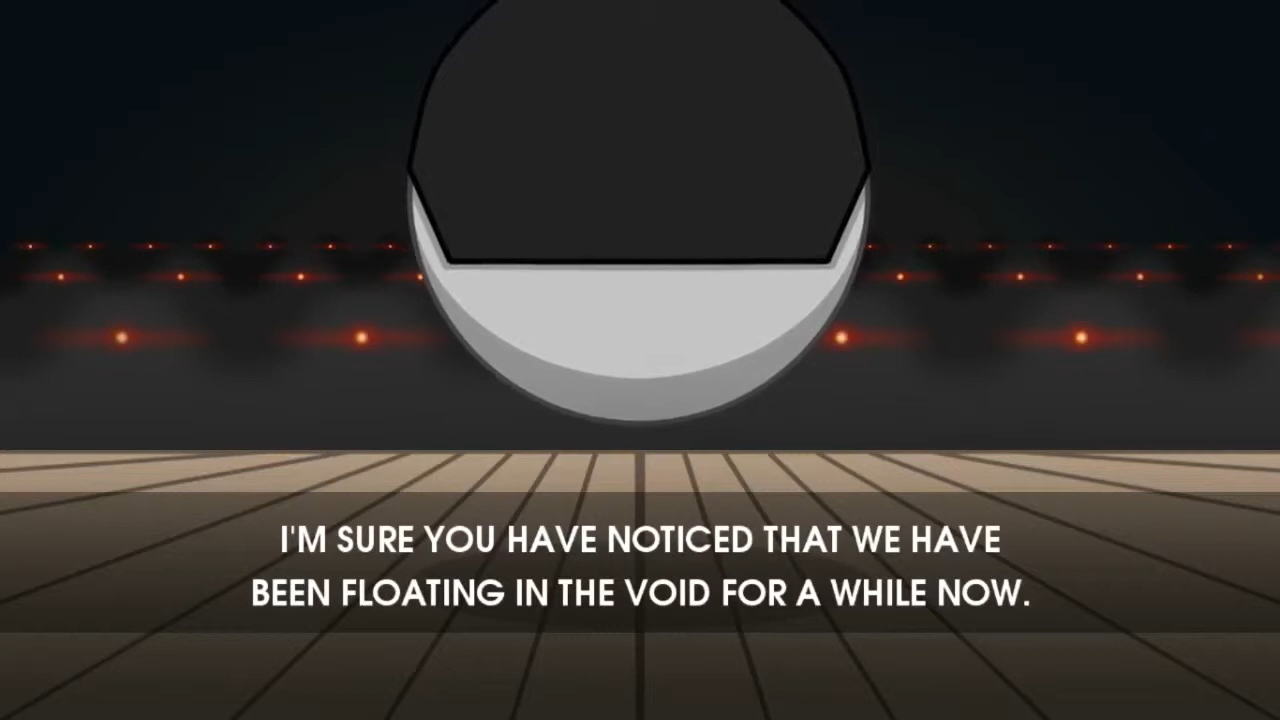 I'M SURE YOU HAVE NOTICED THAT WE HAVE
BEEN FLOATING IN THE VOID FOR A WHILE NOW.